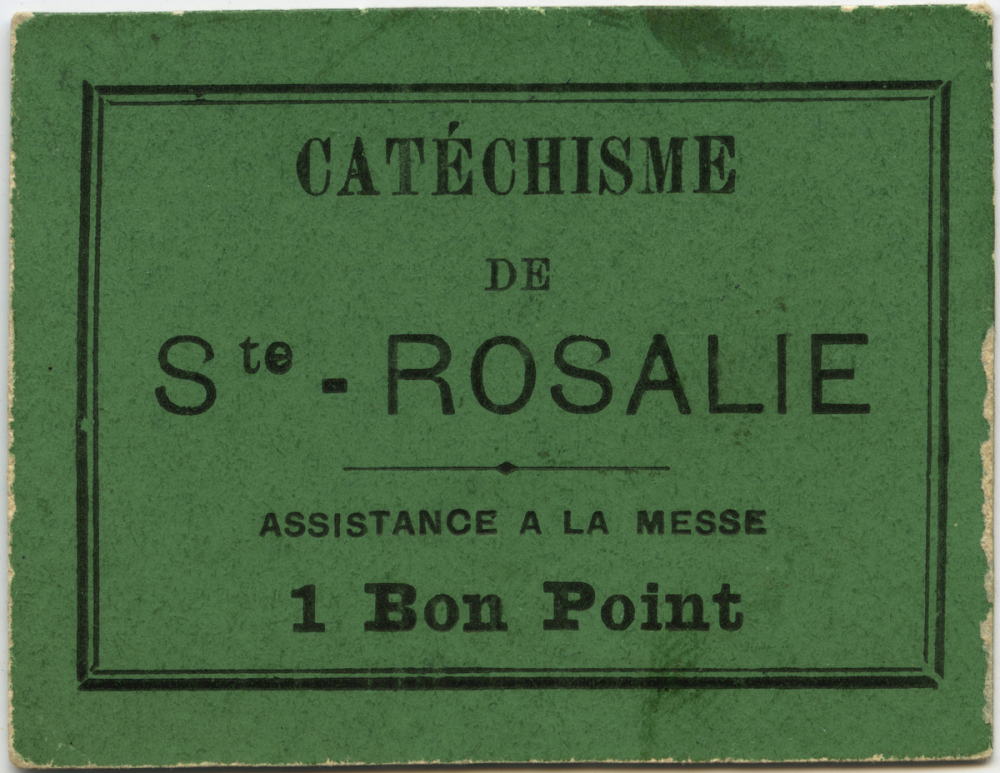 CATÉCHISME
DE
Ste - ROSALIE
ASSISTANCE A LA MESSE
1 Bon Point